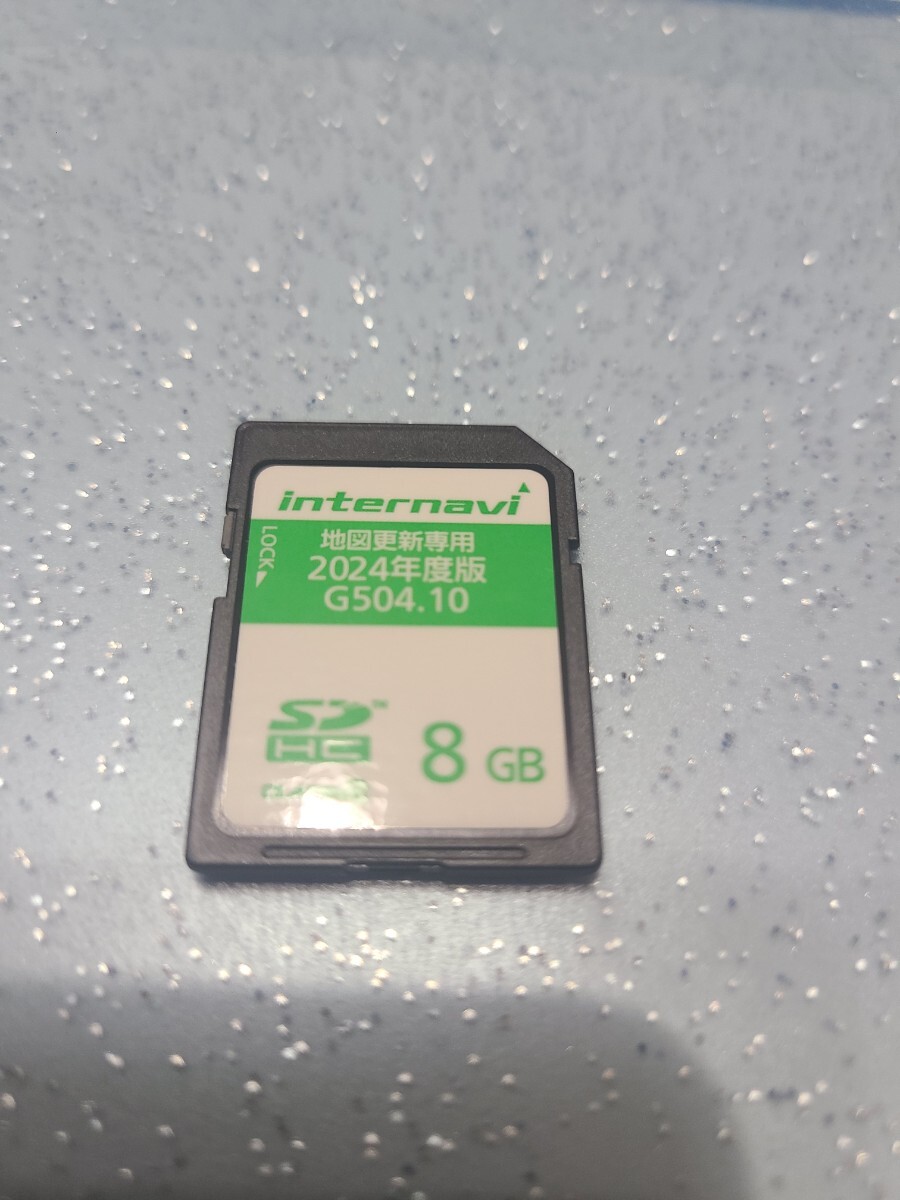 internavi
LOCK
地図更新専用
2024年度版
G504.10
SD™
HC
8 GB